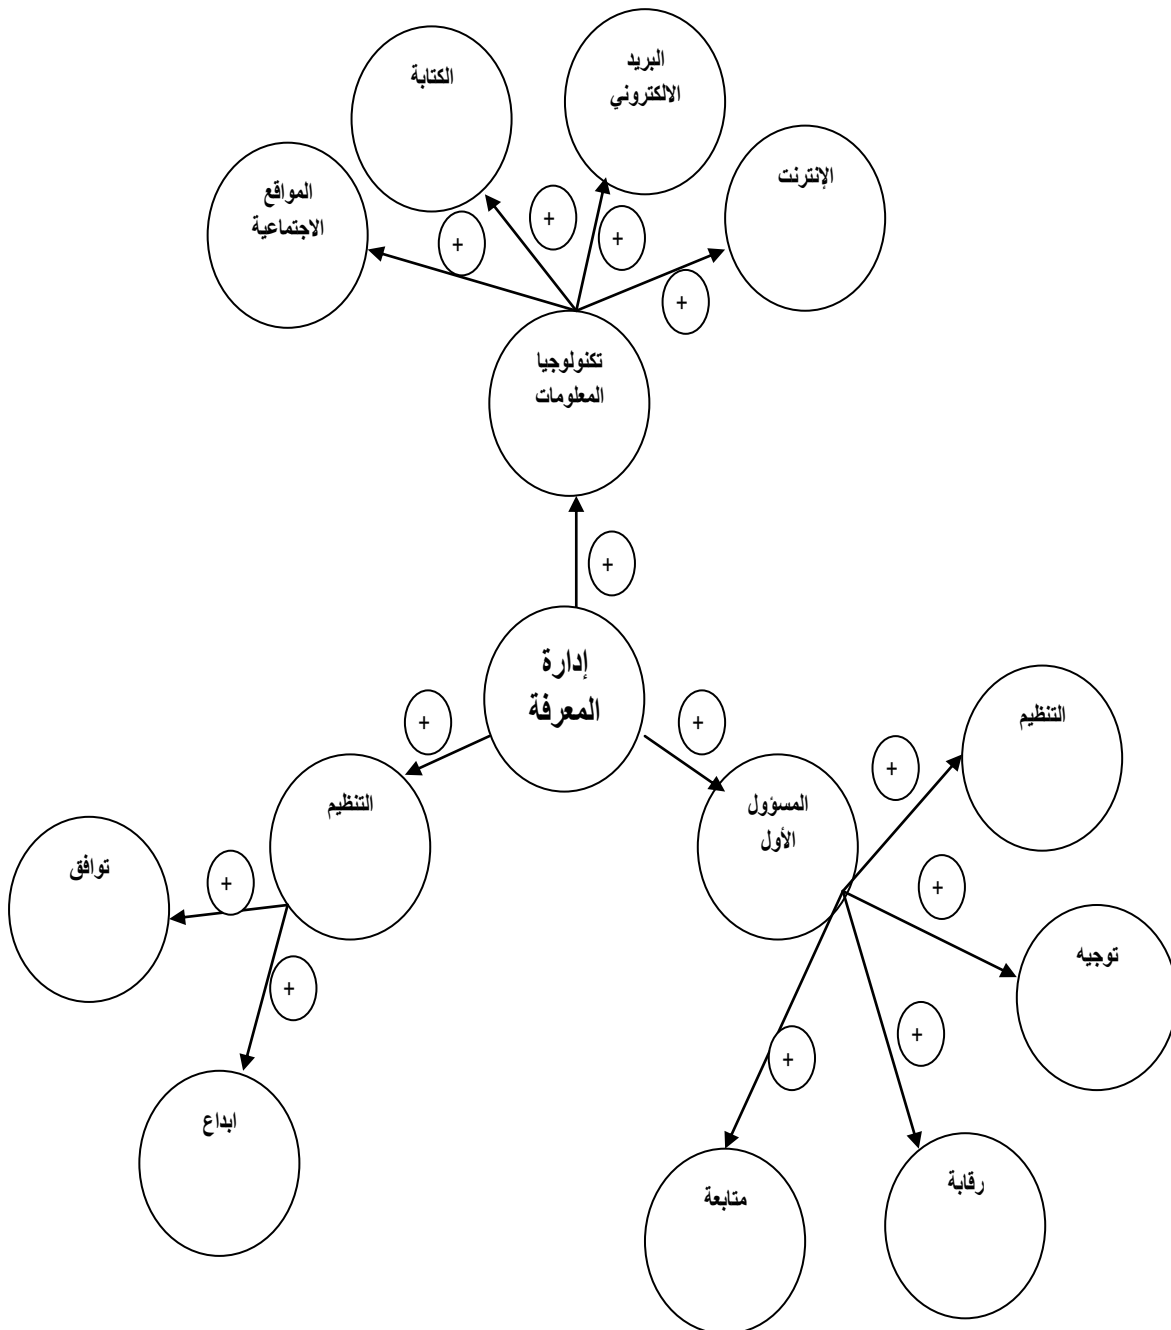 البريد
الالكتروني
الكتابة
الإنترنت
المواقع
الاجتماعية
+
+
+
+
تكنولوجيا
المعلومات
+
إدارة
المعرفة
+
+
التنظيم
+
المسؤول
الأول
التنظيم
توافق
+
+
توجيه
+
+
+
ابداع
رقابة
متابعة